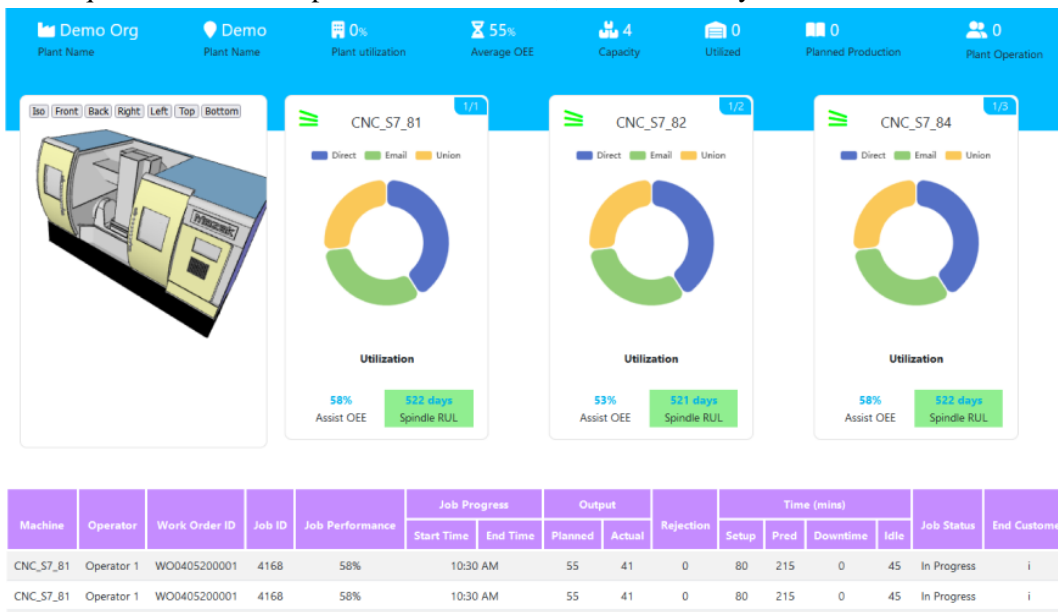 Demo Org
Plant Name
Demo
Plant Name
0%
Plant utilization
55%
Average OEE
4
Capacity
0
Utilized
0
Planned Production
0
Plant Operation
Iso Front Back Right Left Top Bottom
1/1
CNC_S7_81
Direct Email Union
Utilization
58%
Assist OEE
522 days
Spindle RUL
1/2
CNC_S7_82
Direct Email Union
Utilization
53%
Assist OEE
521 days
Spindle RUL
1/3
CNC_S7_84
Direct Email Union
Utilization
58%
Assist OEE
522 days
Spindle RUL
Job Progress Output Time (mins)
Machine Operator Work Order ID Job ID Job Performance Rejection Job Status End Custome
Start Time End Time Planned Actual Setup Pred Downtime Idle
CNC_S7_81 Operator 1 WO0405200001 4168 58% 10:30 AM 55 41 0 80 215 0 45 In Progress i
CNC_S7_81 Operator 1 WO0405200001 4168 58% 10:30 AM 55 41 0 80 215 0 45 In Progress i